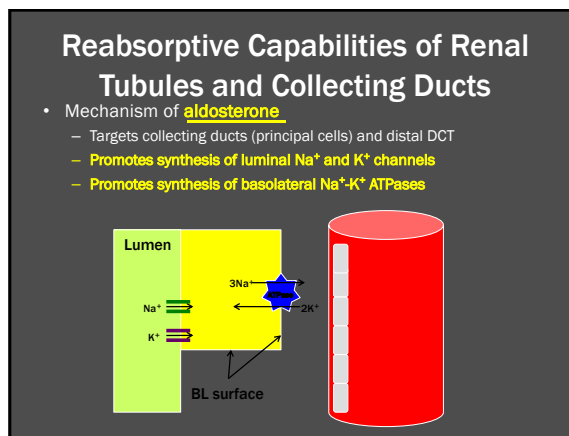 Reabsorptive Capabilities of Renal
Tubules and Collecting Ducts
• Mechanism of aldosterone
– Targets collecting ducts (principal cells) and distal DCT
– Promotes synthesis of luminal Na⁺ and K⁺ channels
– Promotes synthesis of basolateral Na⁺-K⁺ ATPases
Lumen
3Na⁺
ATPase
Na⁺
2K⁺
K⁺
BL surface